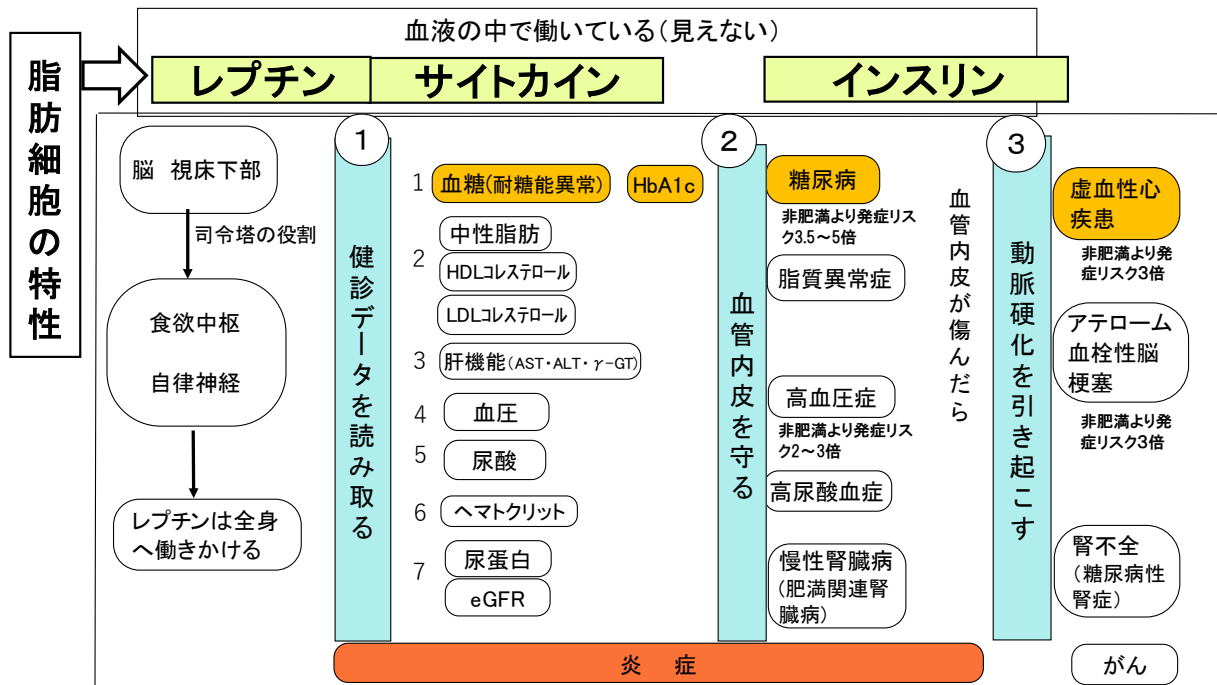 血液の中で働いている(見えない)
脂肪細胞の特性
レプチン
サイトカイン
インスリン
脳 視床下部
司令塔の役割
食欲中枢
自律神経
レプチンは全身
へ働きかける
1
健診データを読み取る
1 血糖(耐糖能異常) HbA1c
2
中性脂肪
HDLコレステロール
LDLコレステロール
3 肝機能(AST・ALT・γ-GT)
4 血圧
5 尿酸
6 ヘマトクリット
7
尿蛋白
eGFR
2
血管内皮を守る
糖尿病
非肥満より発症リス
ク3.5~5倍
脂質異常症
高血圧症
非肥満より発症リス
ク2~3倍
高尿酸血症
慢性腎臓病
(肥満関連腎
臓病)
血管内皮が傷んだら
3
動脈硬化を引き起こす
虚血性心
疾患
非肥満より発
症リスク3倍
アテローム
血栓性脳
梗塞
非肥満より発
症リスク3倍
腎不全
(糖尿病性
腎症)
がん
炎 症